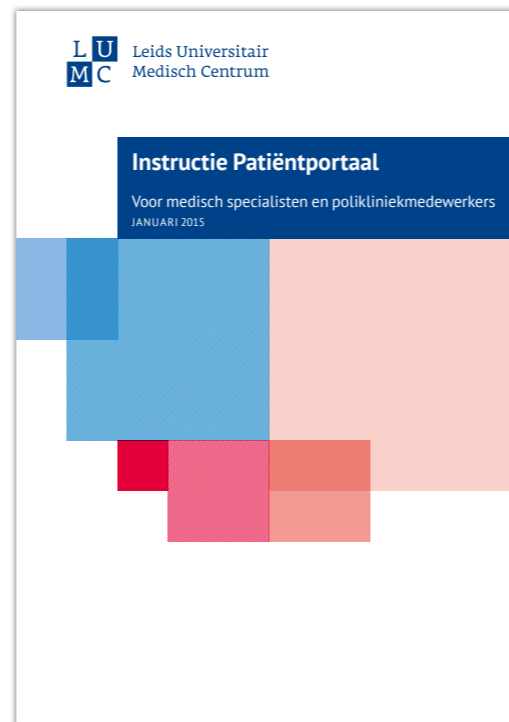 L U
M C
Leids Universitair
Medisch Centrum
Instructie Patiëntportaal
Voor medisch specialisten en polikliniekmedewerkers
JANUARI 2015